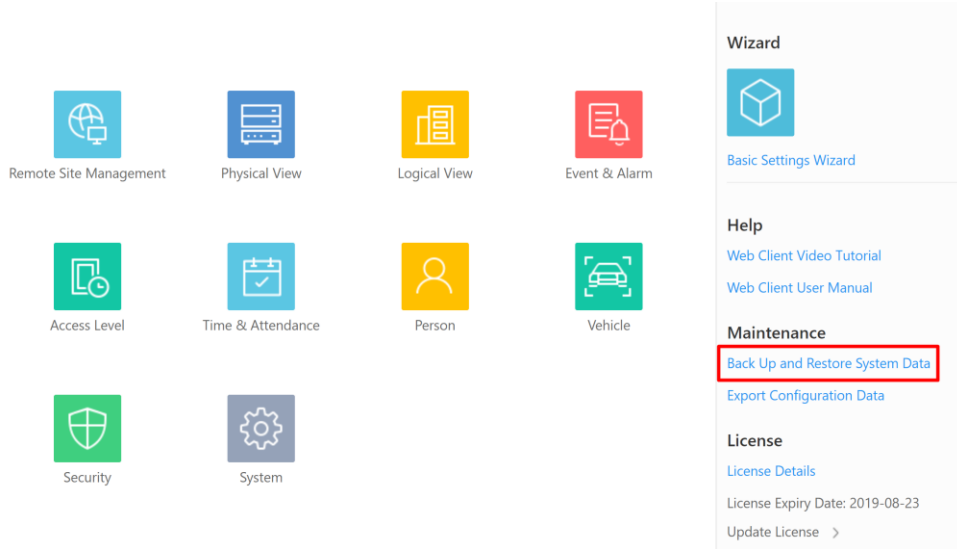 Remote Site Management
Physical View
Logical View
Event & Alarm
Access Level
Time & Attendance
Person
Vehicle
Security
System
Wizard
Basic Settings Wizard
Help
Web Client Video Tutorial
Web Client User Manual
Maintenance
Back Up and Restore System Data
Export Configuration Data
License
License Details
License Expiry Date: 2019-08-23
Update License >